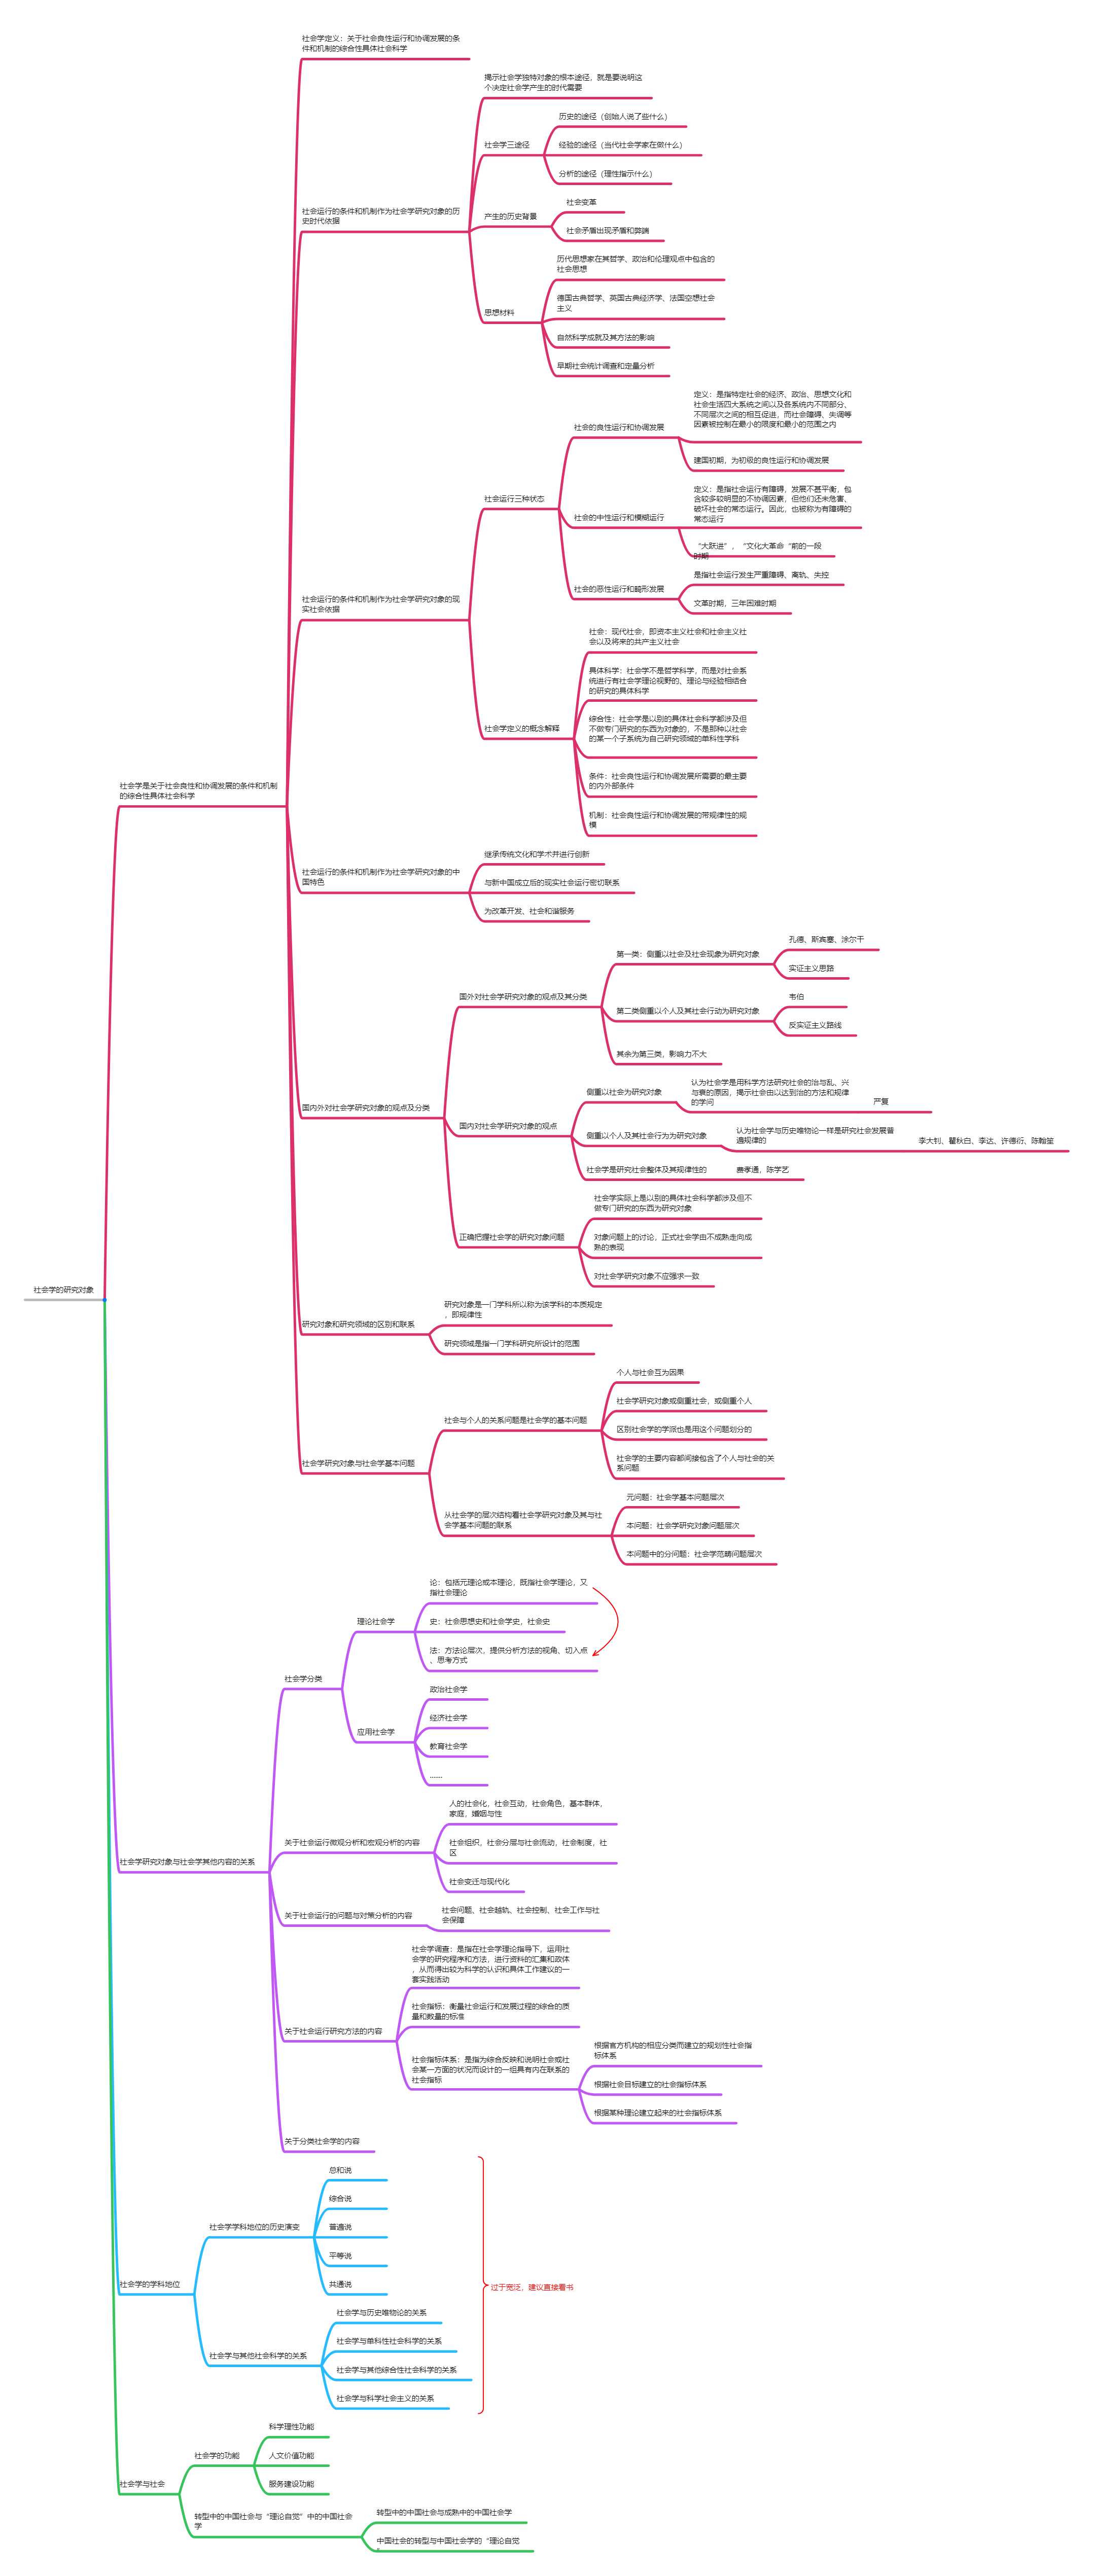 社会学的研究对象
社会学是关于社会良性和协调发展的条件和机制
的综合性具体社会科学
社会学定义：关于社会良性运行和协调发展的条
件和机制的综合性具体社会科学
社会运行的条件和机制作为社会学研究对象的历
史时代依据
揭示社会学独特对象的根本途径，就是要说明这
个决定社会学产生的时代需要
社会学三途径
历史的途径（创始人说了些什么）
经验的途径（当代社会学家在做什么）
分析的途径（理性指示什么）
产生的历史背景
社会变革
社会矛盾出现矛盾和弊端
思想材料
历代思想家在其哲学、政治和伦理观点中包含的
社会思想
德国古典哲学、英国古典经济学、法国空想社会
主义
自然科学成就及其方法的影响
早期社会统计调查和定量分析
社会运行的条件和机制作为社会学研究对象的现
实社会依据
社会运行三种状态
社会的良性运行和协调发展
定义：是指特定社会的经济、政治、思想文化和
社会生活四大系统之间以及各系统内不同部分、
不同层次之间的相互促进，而社会障碍、失调等
因素被控制在最小的限度和最小的范围之内
建国初期，为初级的良性运行和协调发展
社会的中性运行和模糊运行
定义：是指社会运行有障碍，发展不甚平衡，包
含较多较明显的不协调因素，但他们还未危害、
破坏社会的常态运行。因此，也被称为有障碍的
常态运行
“大跃进”，“文化大革命“前的一段
时期
社会的恶性运行和畸形发展
是指社会运行发生严重障碍、离轨、失控
文革时期，三年困难时期
社会学定义的概念解释
社会：现代社会，即资本主义社会和社会主义社
会以及将来的共产主义社会
具体科学：社会学不是哲学科学，而是对社会系
统进行有社会学理论视野的、理论与经验相结合
的研究的具体科学
综合性：社会学是以别的具体社会科学都涉及但
不做专门研究的东西为对象的，不是那种以社会
的某一个子系统为自己研究领域的单科性学科
条件：社会良性运行和协调发展所需要的最主要
的内外部条件
机制：社会良性运行和协调发展的带规律性的规
模
社会运行的条件和机制作为社会学研究对象的中
国特色
继承传统文化和学术并进行创新
与新中国成立后的现实社会运行密切联系
为改革开发、社会和谐服务
国内外对社会学研究对象的观点及分类
国外对社会学研究对象的观点及其分类
第一类：侧重以社会及社会现象为研究对象
孔德、斯宾塞、涂尔干
实证主义思路
第二类侧重以个人及其社会行动为研究对象
韦伯
反实证主义路线
其余为第三类，影响力不大
国内对社会学研究对象的观点
侧重以社会为研究对象
认为社会学是用科学方法研究社会的治与乱、兴
与衰的原因，揭示社会由以达到治的方法和规律
的学问
严复
侧重以个人及其社会行为为研究对象
认为社会学与历史唯物论一样是研究社会发展普
遍规律的
李大钊、瞿秋白、李达、许德衍、陈翰笙
社会学是研究社会整体及其规律性的
费孝通，陈学艺
正确把握社会学的研究对象问题
社会学实际上是以别的具体社会科学都涉及但不
做专门研究的东西为研究对象
对象问题上的讨论，正式社会学由不成熟走向成
熟的表现
对社会学研究对象不应强求一致
研究对象和研究领域的区别和联系
研究对象是一门学科所以称为该学科的本质规定
，即规律性
研究领域是指一门学科研究所设计的范围
社会学研究对象与社会学基本问题
社会与个人的关系问题是社会学的基本问题
个人与社会互为因果
社会学研究对象或侧重社会，或侧重个人
区别社会学的学派也是用这个问题划分的
社会学的主要内容都间接包含了个人与社会的关
系问题
从社会学的层次结构看社会学研究对象及其与社
会学基本问题的联系
元问题：社会学基本问题层次
本问题：社会学研究对象问题层次
本问题中的分问题：社会学范畴问题层次
社会学研究对象与社会学其他内容的关系
社会学分类
理论社会学
论：包括元理论或本理论，既指社会学理论，又
指社会理论
史：社会思想史和社会学史，社会史
法：方法论层次，提供分析方法的视角、切入点
、思考方式
应用社会学
政治社会学
经济社会学
教育社会学
......
关于社会运行微观分析和宏观分析的内容
人的社会化，社会互动，社会角色，基本群体，
家庭，婚姻与性
社会组织，社会分层与社会流动，社会制度，社
区
社会变迁与现代化
关于社会运行的问题与对策分析的内容
社会问题，社会越轨、社会控制、社会工作与社
会保障
关于社会运行研究方法的内容
社会学调查：是指在社会学理论指导下，运用社
会学的研究程序和方法，进行资料的汇集和政体
，从而得出较为科学的认识和具体工作建议的一
套实践活动
社会指标：衡量社会运行和发展过程的综合的质
量和数量的标准
社会指标体系：是指为综合反映和说明社会或社
会某一方面的状况而设计的一组具有内在联系的
社会指标
根据官方机构的相应分类而建立的规划性社会指
标体系
根据社会目标建立的社会指标体系
根据某种理论建立起来的社会指标体系
关于分类社会学的内容
社会学的学科地位
社会学学科地位的历史演变
总和说
综合说
普遍说
平等说
共通说
社会学与其他社会科学的关系
社会学与历史唯物论的关系
社会学与单科性社会科学的关系
社会学与其他综合性社会科学的关系
社会学与科学社会主义的关系
过于宽泛，建议直接看书
社会学与社会
社会学的功能
科学理性功能
人文价值功能
服务建设功能
转型中的中国社会与“理论自觉”中的中国社会
学
转型中的中国社会与成熟中的中国社会学
中国社会的转型与中国社会学的“理论自觉
”